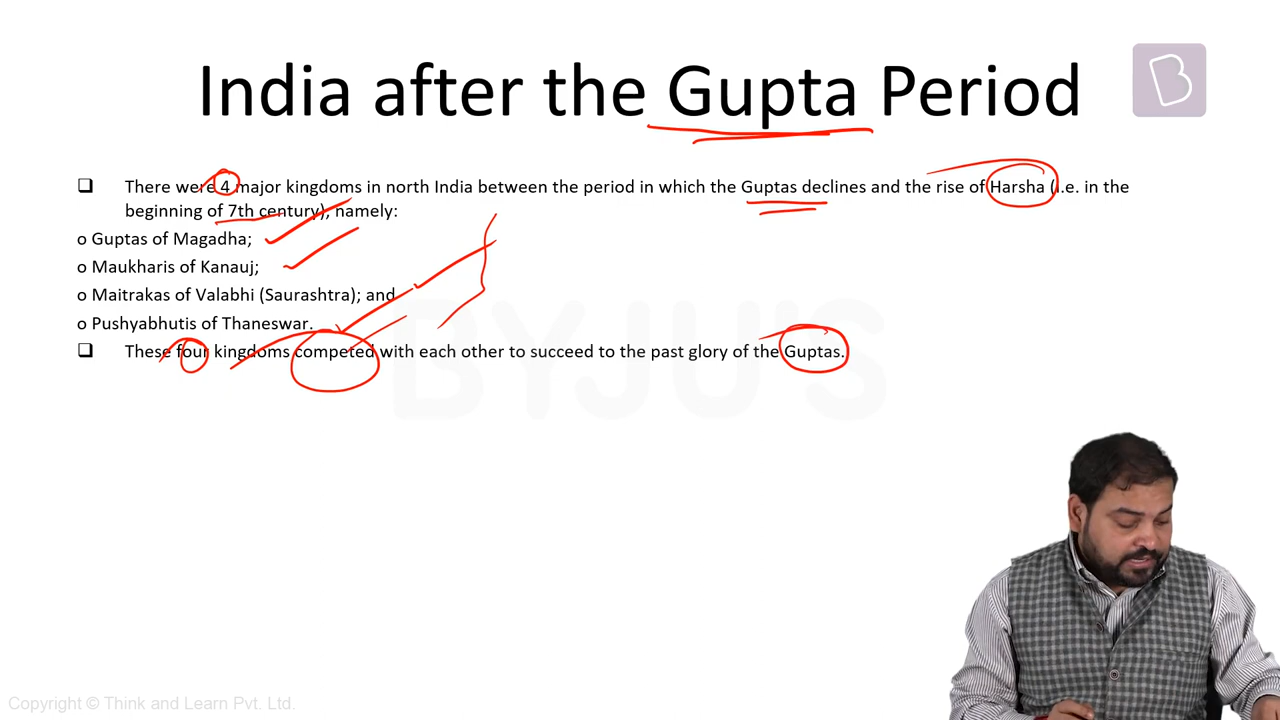 India after the Gupta Period
B
❑ There were 4 major kingdoms in north India between the period in which the Guptas declines and the rise of Harsha (i.e. in the
beginning of 7th century), namely:
o Guptas of Magadha;
o Maukharis of Kanauj;
o Maitrakas of Valabhi (Saurashtra); and
o Pushyabhutis of Thaneswar.
❑ These four kingdoms competed with each other to succeed to the past glory of the Guptas.
BYJU'S
Copyright © Think and Learn Pvt. Ltd.